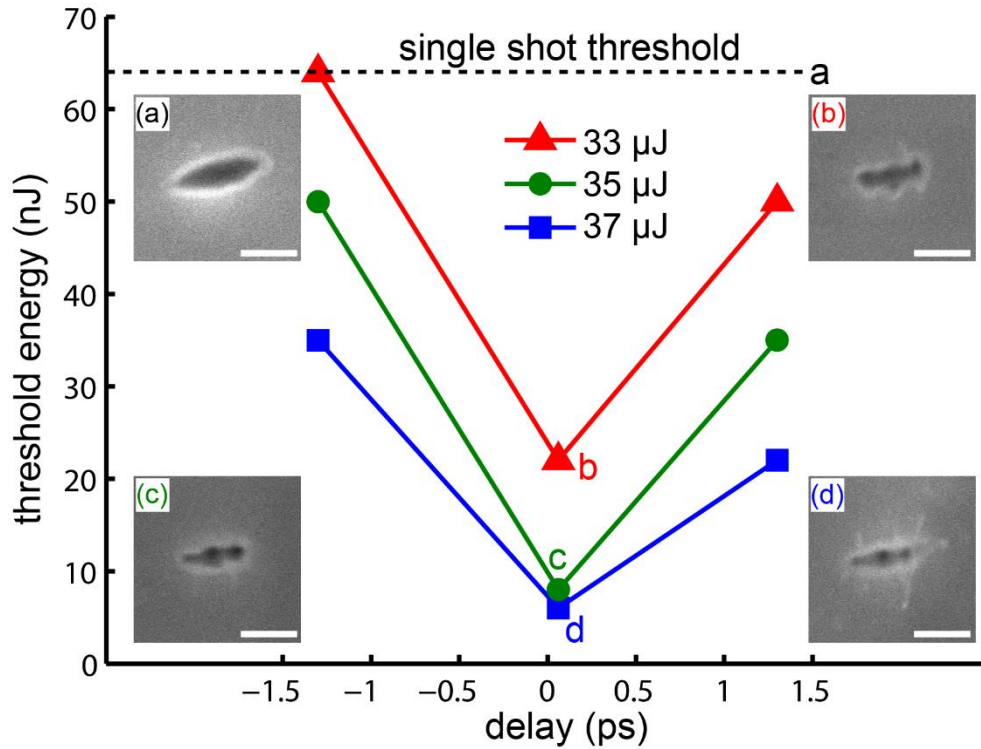 70
60
50
40
30
20
10
0
threshold energy (nJ)
single shot threshold
a
(a)
(b)
33 μJ
35 μJ
37 μJ
b
c
d
(c)
(d)
−1.5
−1
−0.5
0
0.5
1
1.5
delay (ps)